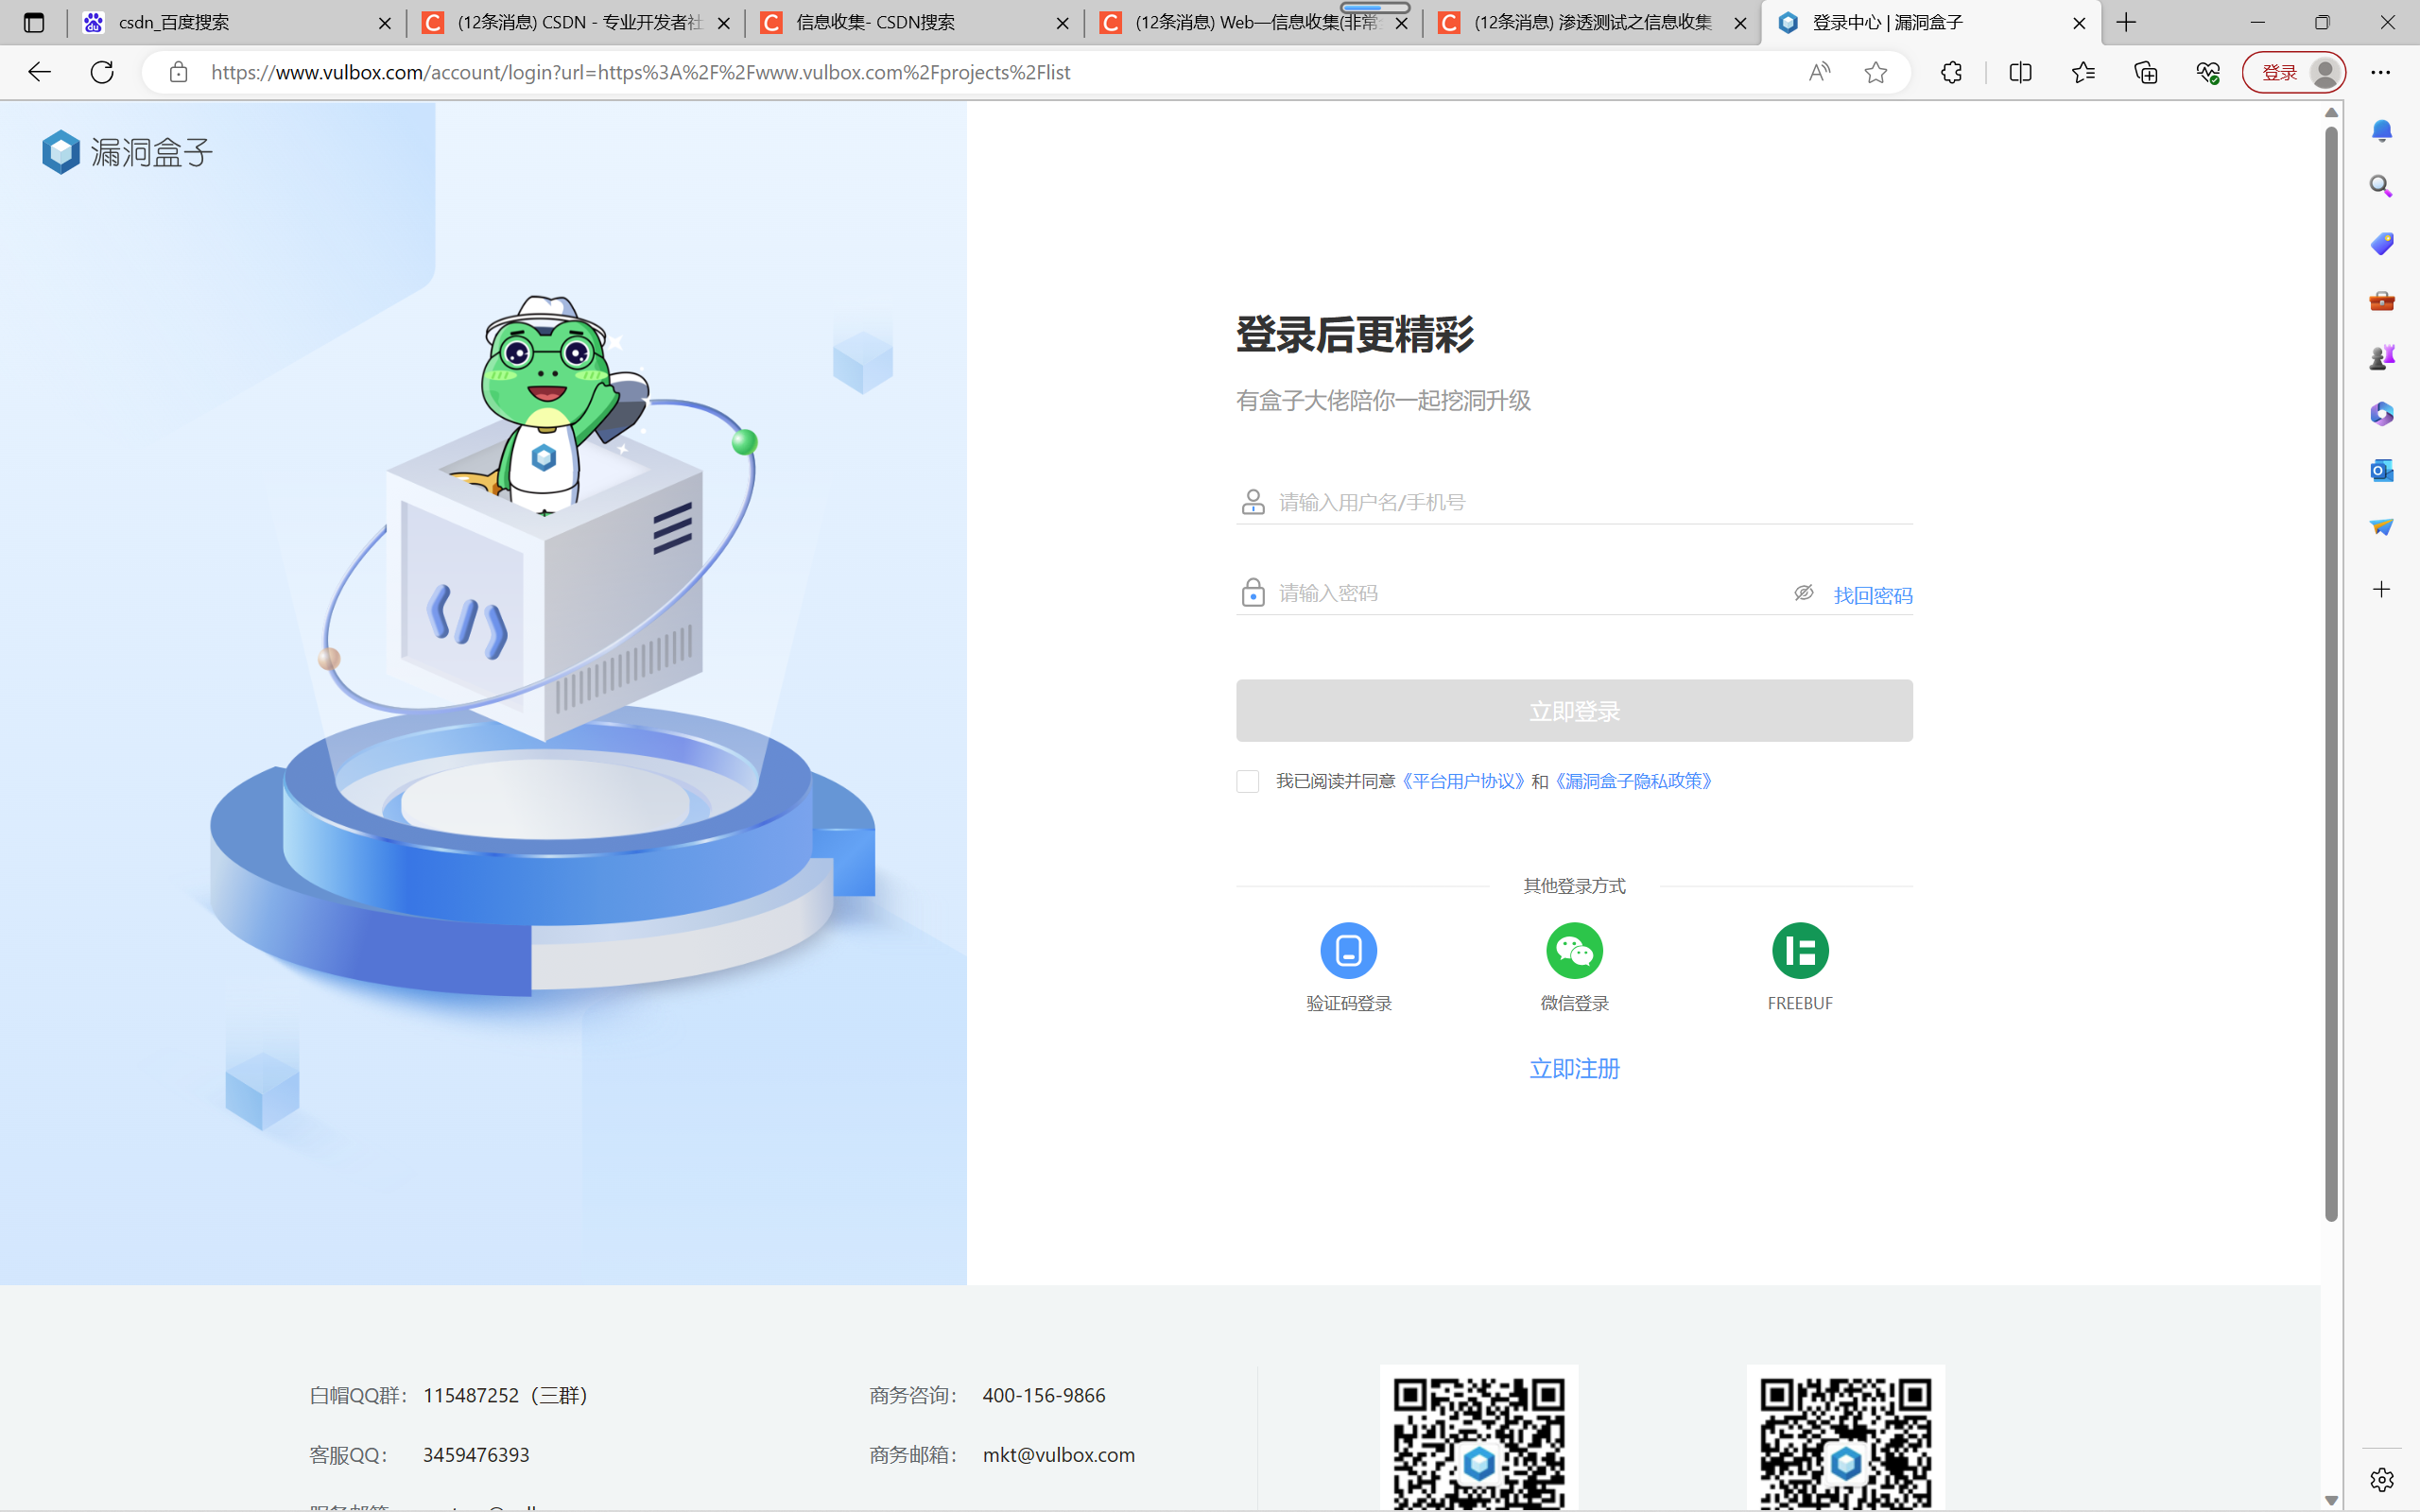 csdn_百度搜索
(12条消息) CSDN - 专业开发者社
信息收集- CSDN搜索
(12条消息) Web—信息收集(非常
(12条消息) 渗透测试之信息收集
登录中心 | 漏洞盒子
https://www.vulbox.com/account/login?url=https%3A%2F%2Fwww.vulbox.com%2Fprojects%2Flist
登录
漏洞盒子
登录后更精彩
有盒子大佬陪你一起挖洞升级
请输入用户名/手机号
请输入密码
找回密码
立即登录
我已阅读并同意《平台用户协议》和《漏洞盒子隐私政策》
其他登录方式
验证码登录
微信登录
FREEBUF
立即注册
白帽QQ群： 115487252（三群）
商务咨询： 400-156-9866
客服QQ： 3459476393
商务邮箱： mkt@vulbox.com